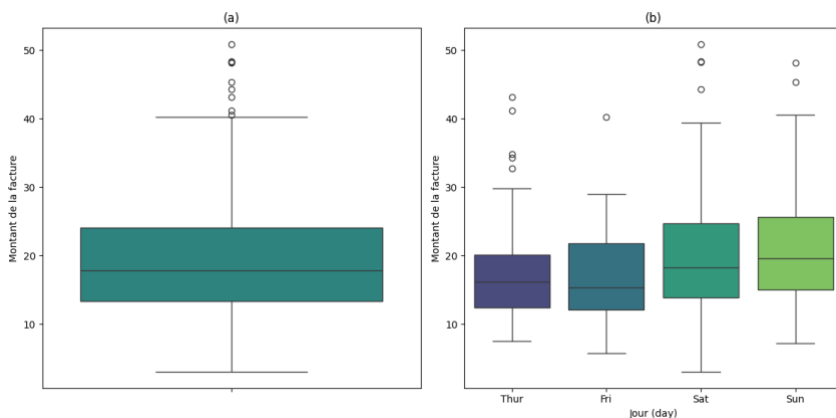 (a)
Montant de la facture
50
40
30
20
10
(b)
Montant de la facture
50
40
30
20
10
Thur Fri Sat Sun
Jour (day)